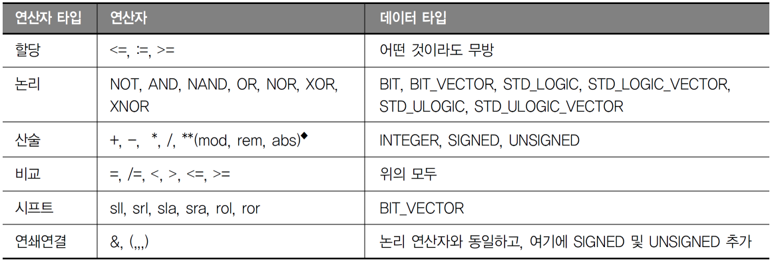 연산자 타입 연산자 데이터 타입
할당 <=, :=, >= 어떤 것이라도 무방
논리 NOT, AND, NAND, OR, NOR, XOR, BIT, BIT_VECTOR, STD_LOGIC, STD_LOGIC_VECTOR,
XNOR STD_ULOGIC, STD_ULOGIC_VECTOR
산술 +, −, *, /, **(mod, rem, abs)◆ INTEGER, SIGNED, UNSIGNED
비교 =, /=, <, >, <=, >= 위의 모두
시프트 sll, srl, sla, sra, rol, ror BIT_VECTOR
연쇄연결 &, (,,,) 논리 연산자와 동일하고, 여기에 SIGNED 및 UNSIGNED 추가